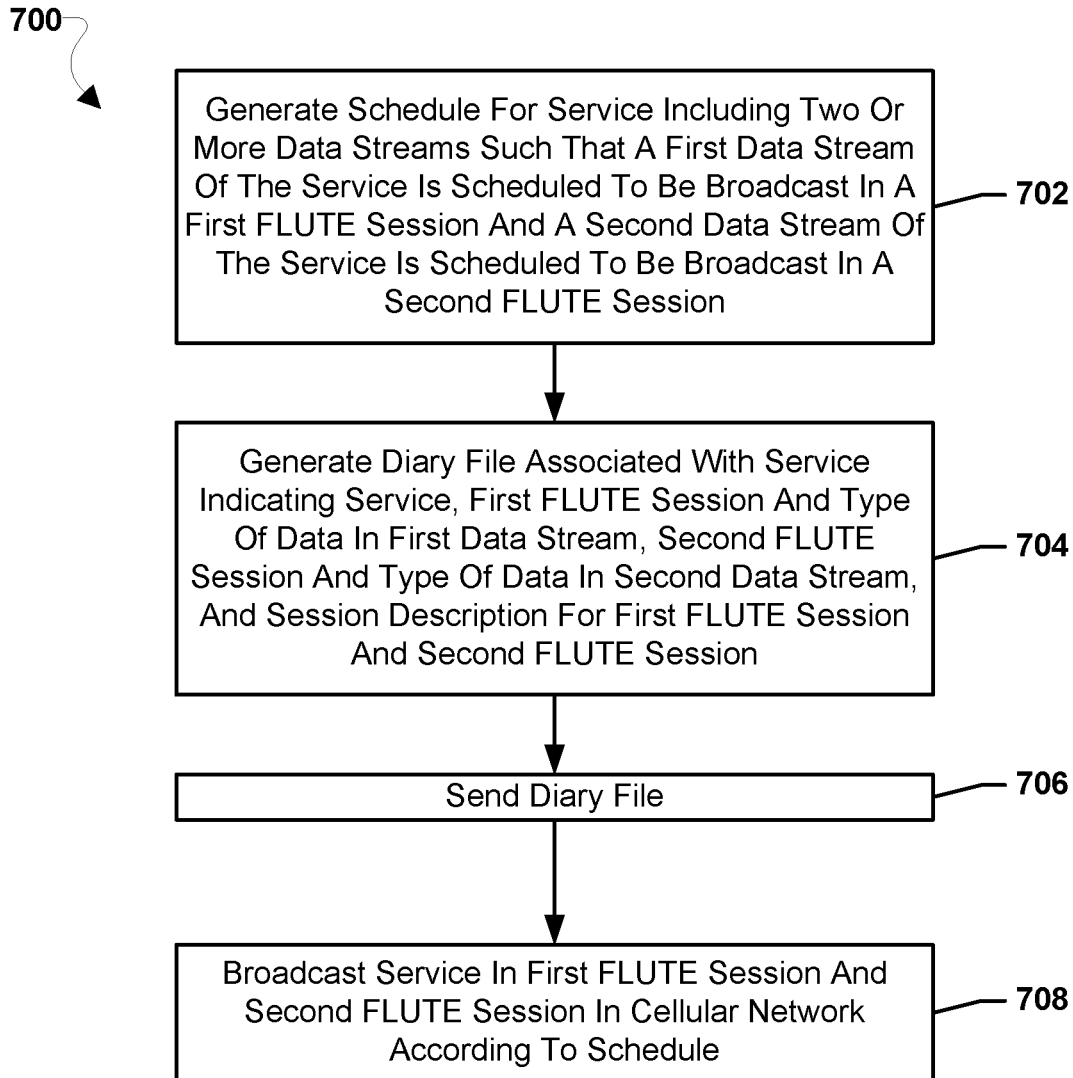 700
Generate Schedule For Service Including Two Or
More Data Streams Such That A First Data Stream
Of The Service Is Scheduled To Be Broadcast In A
First FLUTE Session And A Second Data Stream Of
The Service Is Scheduled To Be Broadcast In A
Second FLUTE Session
702
Generate Diary File Associated With Service
Indicating Service, First FLUTE Session And Type
Of Data In First Data Stream, Second FLUTE
Session And Type Of Data In Second Data Stream,
And Session Description For First FLUTE Session
And Second FLUTE Session
704
Send Diary File
706
Broadcast Service In First FLUTE Session And
Second FLUTE Session In Cellular Network
According To Schedule
708